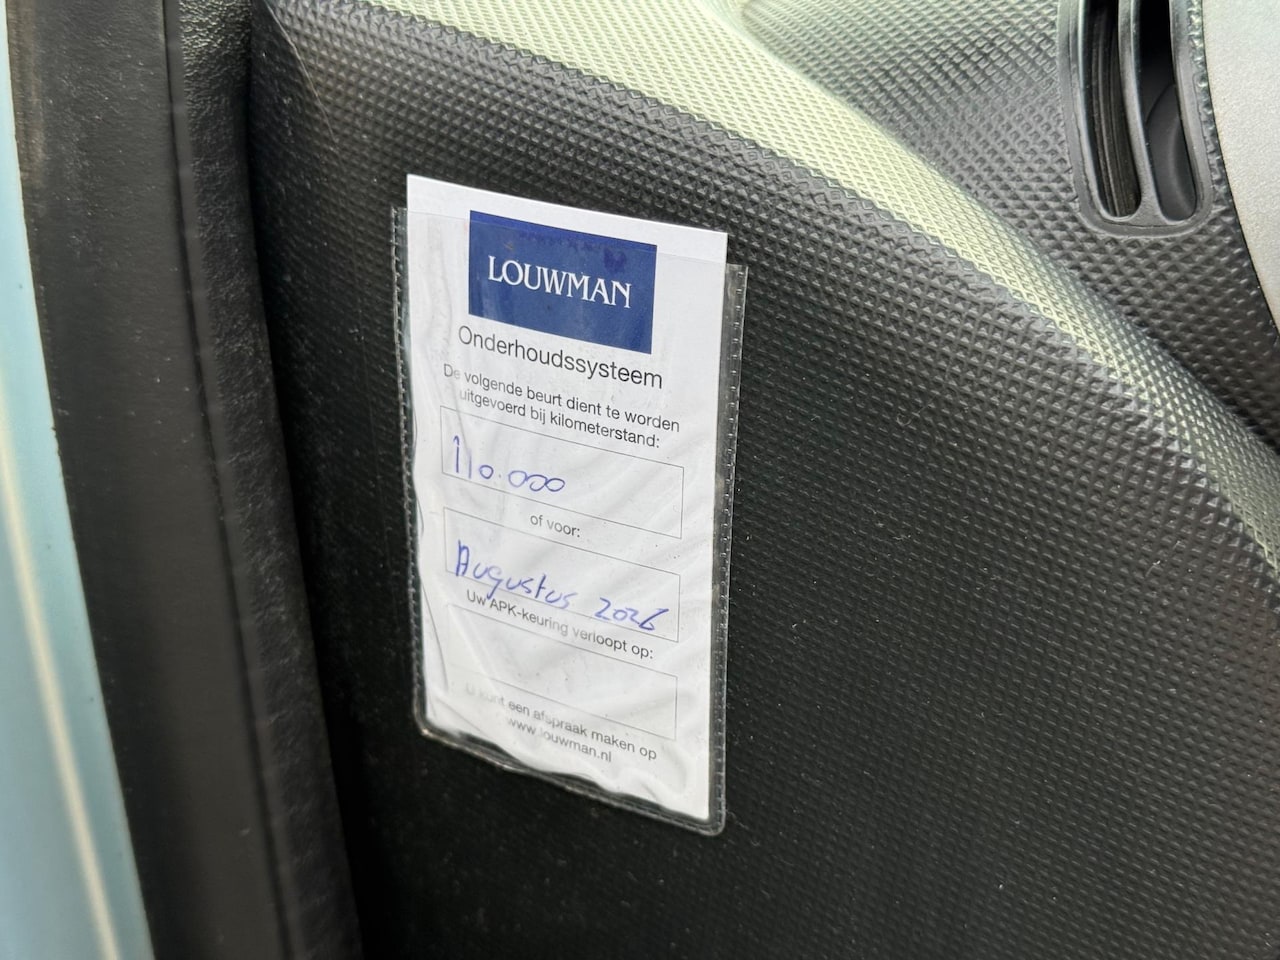 LOUWMAN
Onderhoudssysteem
De volgende beurt dient te worden
uitgevoerd bij kilometerstand:
110.000
of voor:
Augustus 2026
Uw APK-keuring verloopt op:
U kunt een afspraak maken op
www.louwman.nl